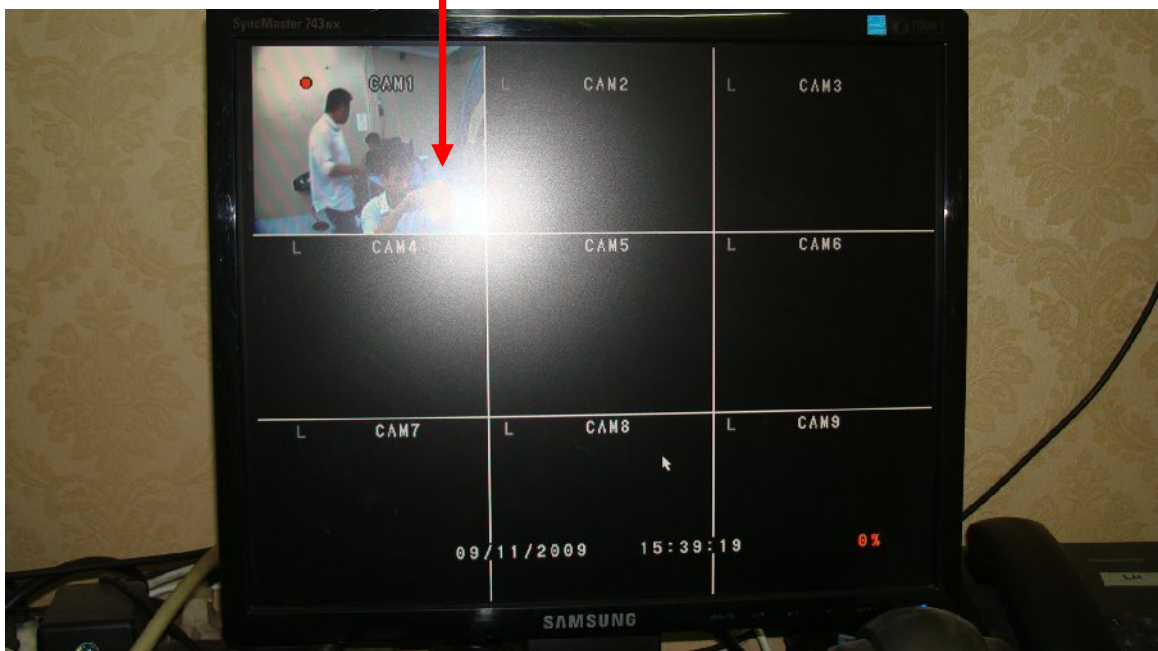 SyncMaster 743nx
CAM1
L CAM2
L CAM3
L CAM4
L CAM5
L CAM6
L CAM7
L CAM8
L CAM9
09/11/2009 15:39:19 0%
SAMSUNG